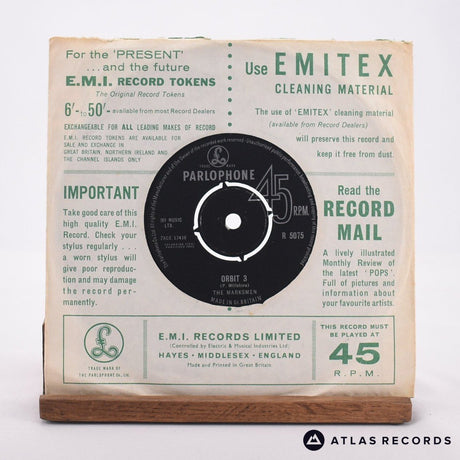 For the 'PRESENT'
...and the future
E.M.I. RECORD TOKENS
The Original Record Tokens
6'- to 50'- available from most Record Dealers
EXCHANGEABLE FOR ALL LEADING MAKES OF RECORD
E.M.I. RECORD TOKENS ARE AVAILABLE FOR
SALE AND EXCHANGE IN
GREAT BRITAIN, NORTHERN IRELAND AND
THE CHANNEL ISLANDS ONLY
Use EMITEX
CLEANING MATERIAL
The use of 'EMITEX' cleaning material
(available from Record Dealers)
will preserve this record and
keep it free from dust.
IMPORTANT
Take good care of this
high quality E.M.I.
Record. Check your
stylus regularly ...
a worn stylus will
give poor reproduc-
tion and may damage
the record per-
manently.
PARLOPHONE
45
RPM
MUSIC
LTD.
R 5075
ORBIT 3
THE MARKSMEN
MADE IN GT. BRITAIN
Read the
RECORD
MAIL
A lively illustrated
Monthly Review of
the latest 'POPS'.
Full of pictures and
information about
your favourite artists.
TRADE MARK OF
THE PARLOPHONE Co. LTD.
E.M.I. RECORDS LIMITED
(Controlled by Electric & Musical Industries Ltd.)
HAYES · MIDDLESEX · ENGLAND
Made and Printed in Great Britain
THIS RECORD MUST
BE PLAYED AT
45
R.P.M.
ATLAS RECORDS